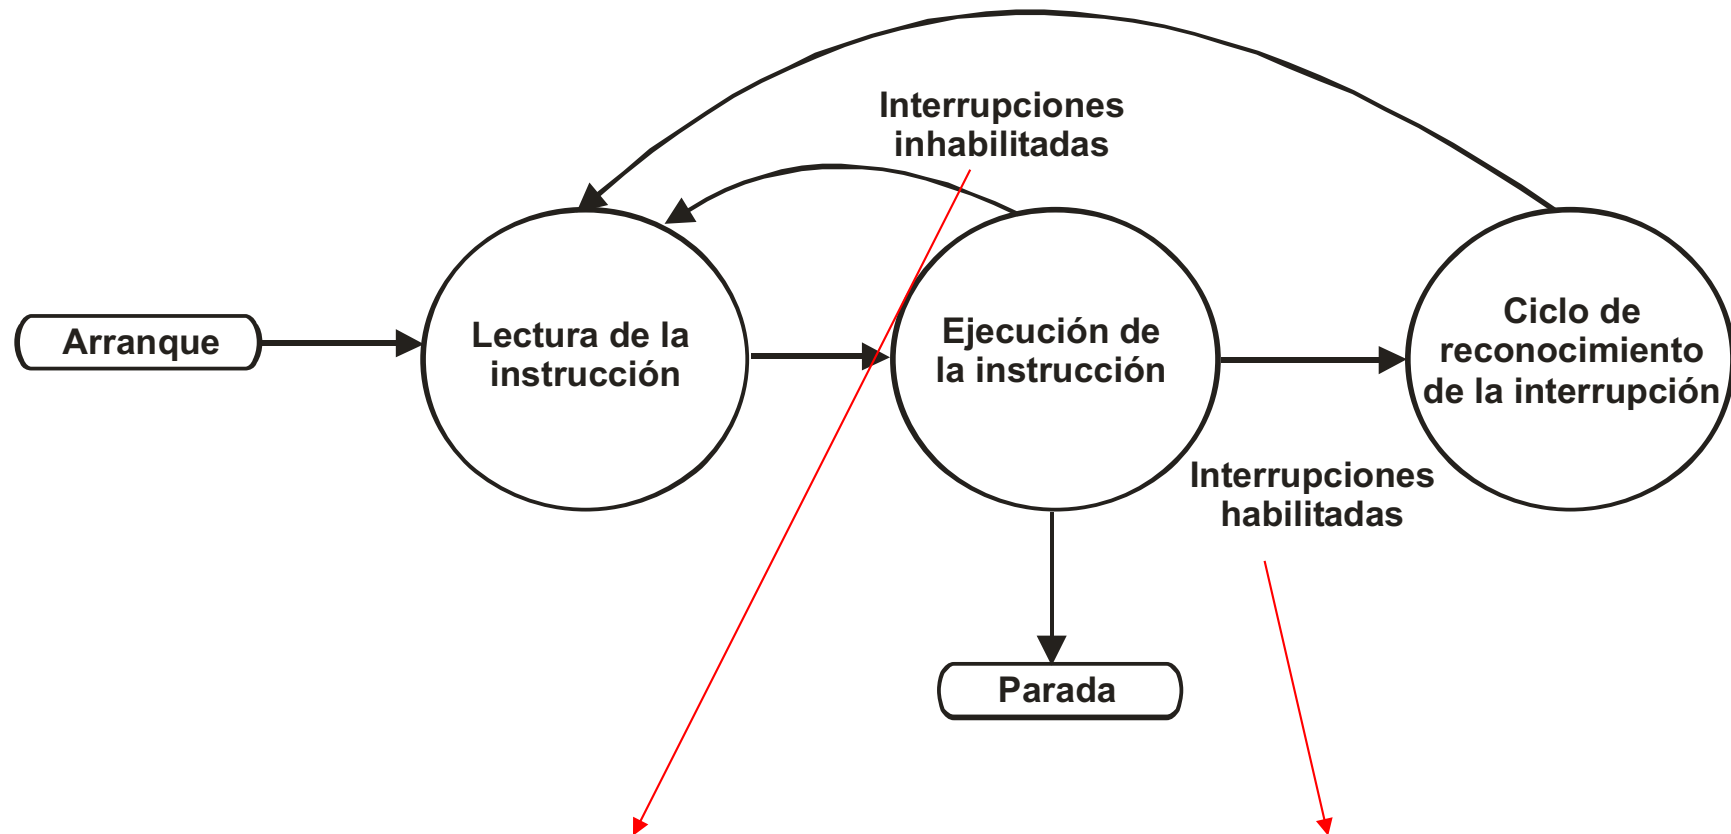 Interrupciones
inhabilitadas
Arranque
Lectura de la
instrucción
Ejecución de
la instrucción
Ciclo de
reconocimiento
de la interrupción
Interrupciones
habilitadas
Parada